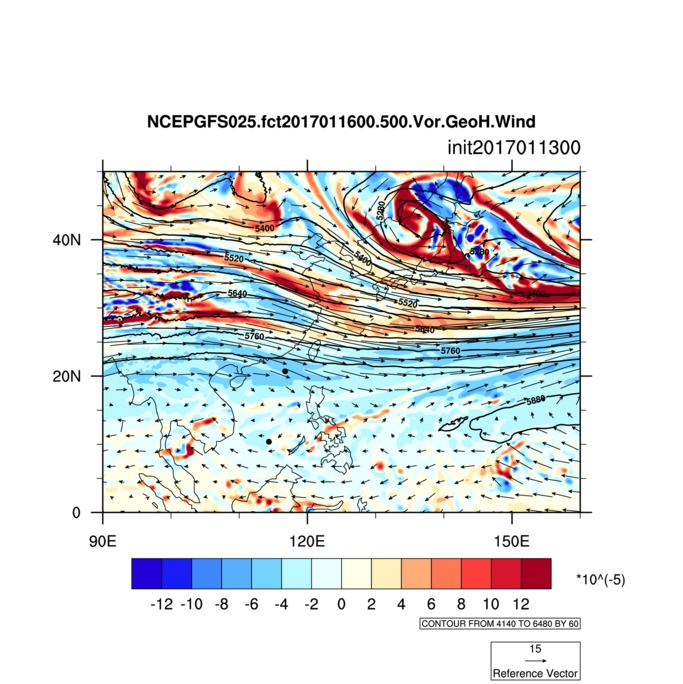 NCEPGFS025.fct2017011600.500.Vor.GeoH.Wind
init2017011300
5280
5400
5280
40N
5400
5520
5640
5400
5520
5640
5760
5760
20N
5880
0
90E 120E 150E
-12 -10 -8 -6 -4 -2 0 2 4 6 8 10 12
*10^(-5)
CONTOUR FROM 4140 TO 6480 BY 60
15
Reference Vector